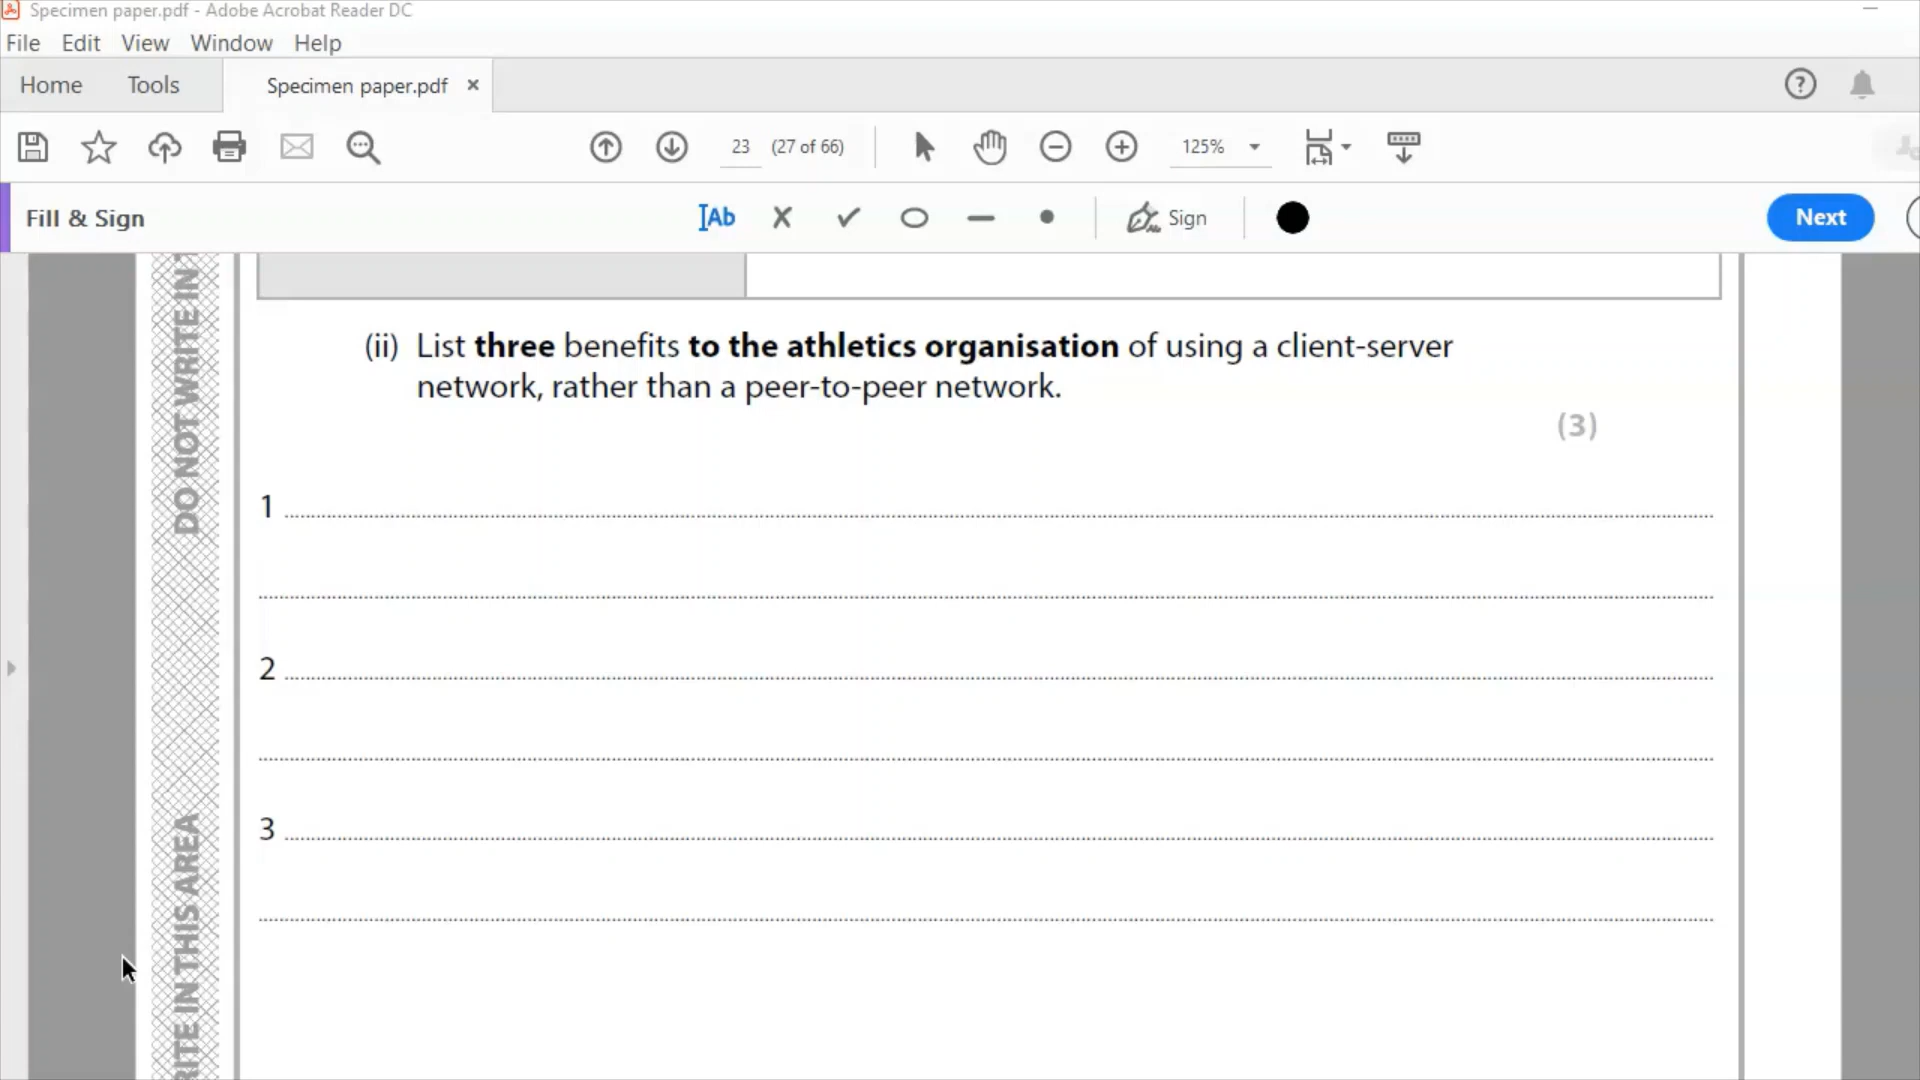 Specimen paper.pdf - Adobe Acrobat Reader DC
File Edit View Window Help
Home Tools Specimen paper.pdf
23 (27 of 66) 125%
Fill & Sign Ab Sign Next
DO NOT WRITE IN
(ii) List three benefits to the athletics organisation of using a client-server
network, rather than a peer-to-peer network.
(3)
1
2
3
RITE IN THIS AREA